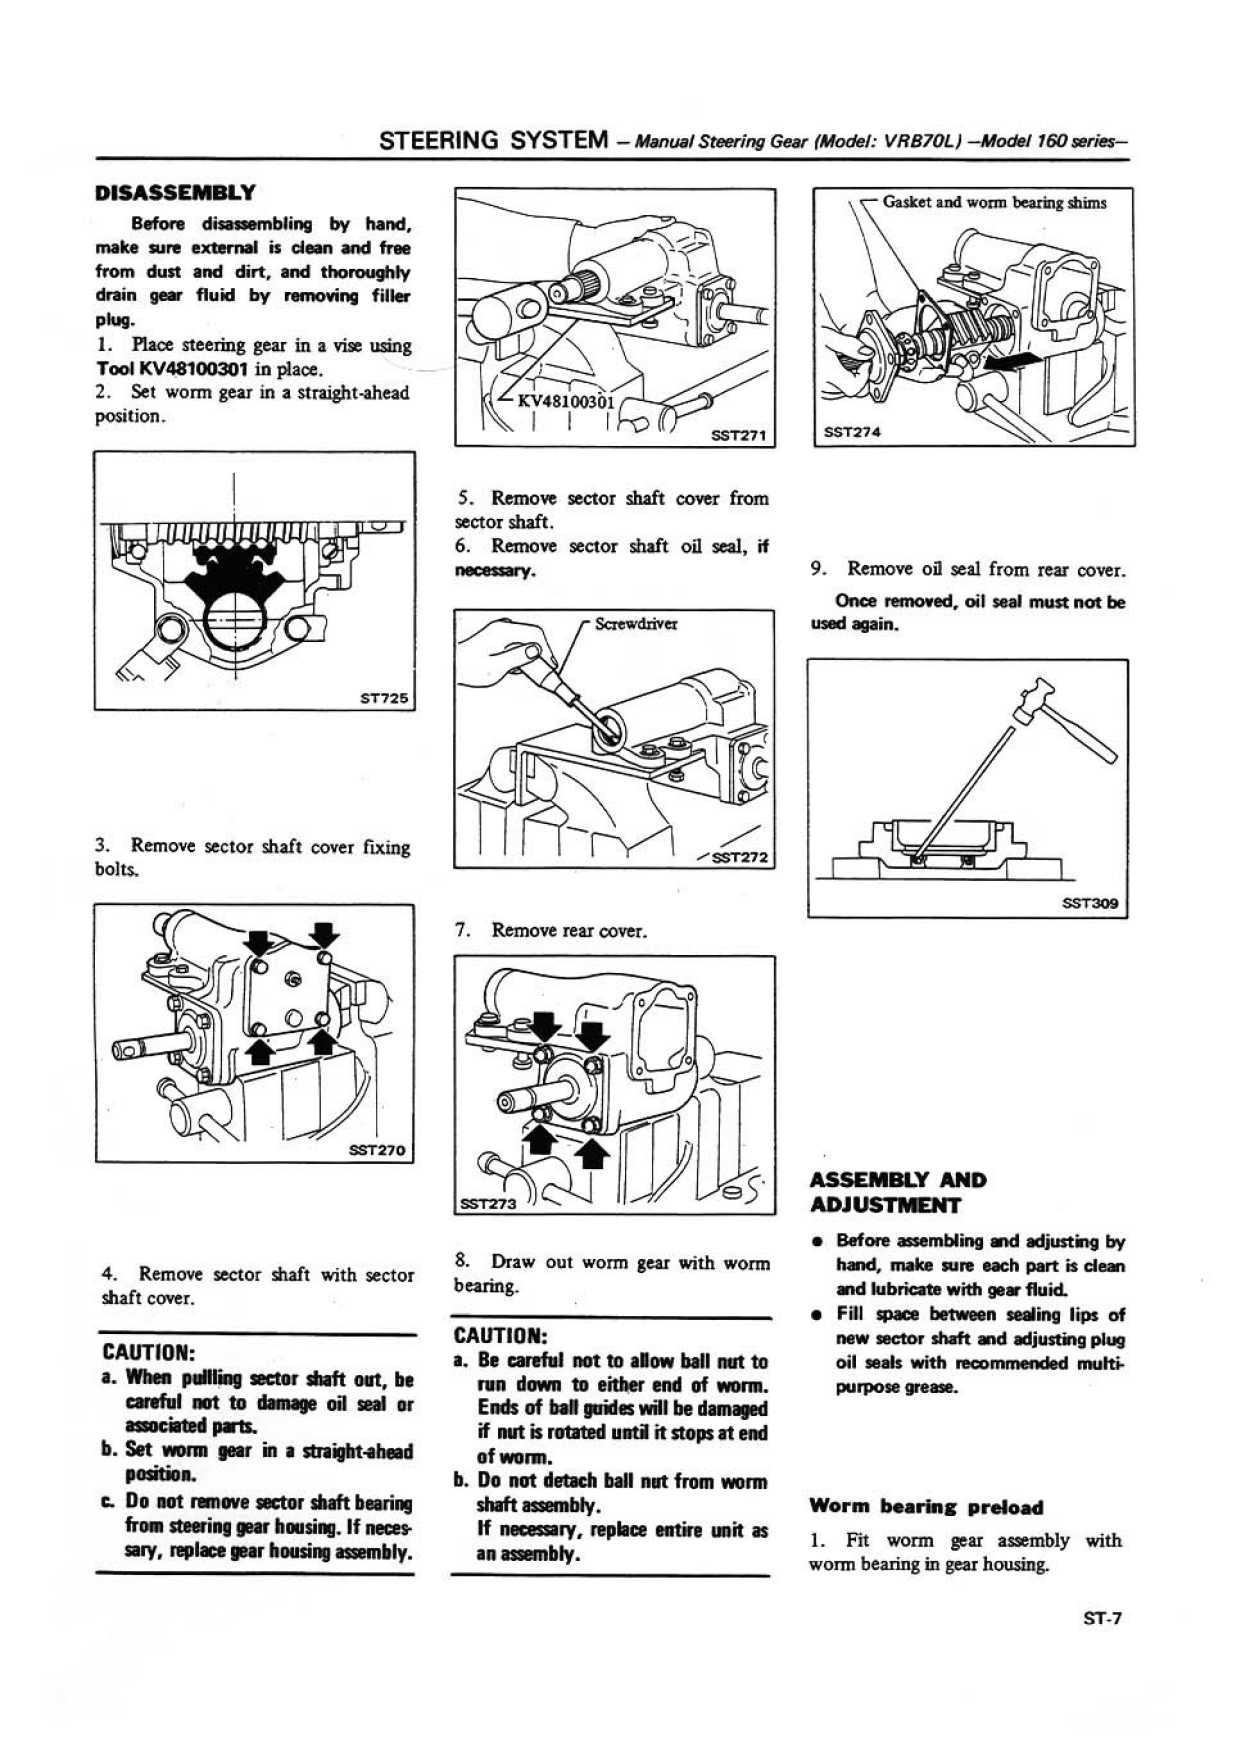 STEERING SYSTEM – Manual Steering Gear (Model: VRB70L) –Model 160 series–
DISASSEMBLY
Before disassembling by hand,
make sure external is clean and free
from dust and dirt, and thoroughly
drain gear fluid by removing filler
plug.
1. Place steering gear in a vise using
Tool KV48100301 in place.
2. Set worm gear in a straight-ahead
position.
ST725
3. Remove sector shaft cover fixing
bolts.
SST270
4. Remove sector shaft with sector
shaft cover.
CAUTION:
a. When pulling sector shaft out, be
careful not to damage oil seal or
associated parts.
b. Set worm gear in a straight-ahead
position.
c. Do not remove sector shaft bearing
from steering gear housing. If neces-
sary, replace gear housing assembly.
KV48100301
SST271
5. Remove sector shaft cover from
sector shaft.
6. Remove sector shaft oil seal, if
necessary.
Screwdriver
SST272
7. Remove rear cover.
SST273
8. Draw out worm gear with worm
bearing.
CAUTION:
a. Be careful not to allow ball nut to
run down to either end of worm.
Ends of ball guides will be damaged
if nut is rotated until it stops at end
of worm.
b. Do not detach ball nut from worm
shaft assembly.
If necessary, replace entire unit as
an assembly.
Gasket and worm bearing shims
SST274
9. Remove oil seal from rear cover.
Once removed, oil seal must not be
used again.
SST309
ASSEMBLY AND
ADJUSTMENT
● Before assembling and adjusting by
hand, make sure each part is clean
and lubricate with gear fluid.
● Fill space between sealing lips of
new sector shaft and adjusting plug
oil seals with recommended multi-
purpose grease.
Worm bearing preload
1. Fit worm gear assembly with
worm bearing in gear housing.
ST-7